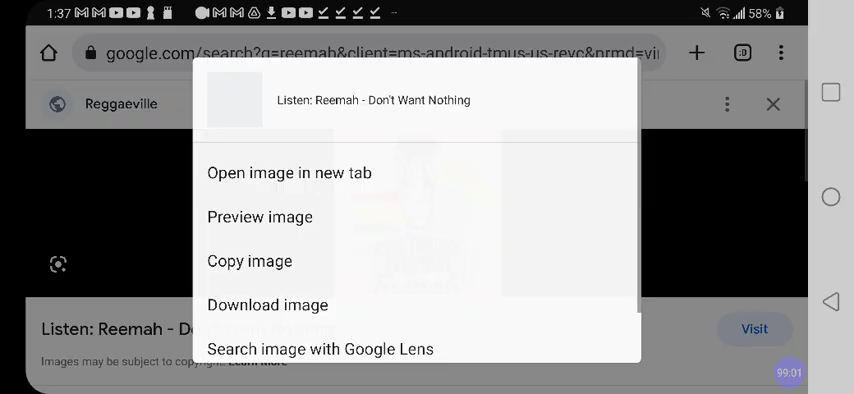 1:37
58%
google.com/search?q=reemah&client=ms-android-tmus-us-revc&prmd=vi
:D
Reggaeville
Listen: Reemah - Don't Want Nothing
Open image in new tab
Preview image
Copy image
Download image
Search image with Google Lens
Listen: Reemah - D
Visit
Images may be subject to copyright. Learn More
99:01